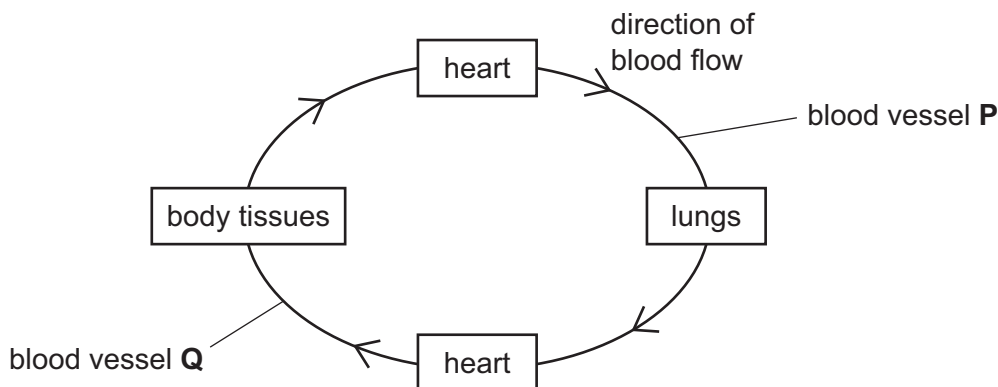 direction of
blood flow
heart
blood vessel P
body tissues
lungs
blood vessel Q
heart